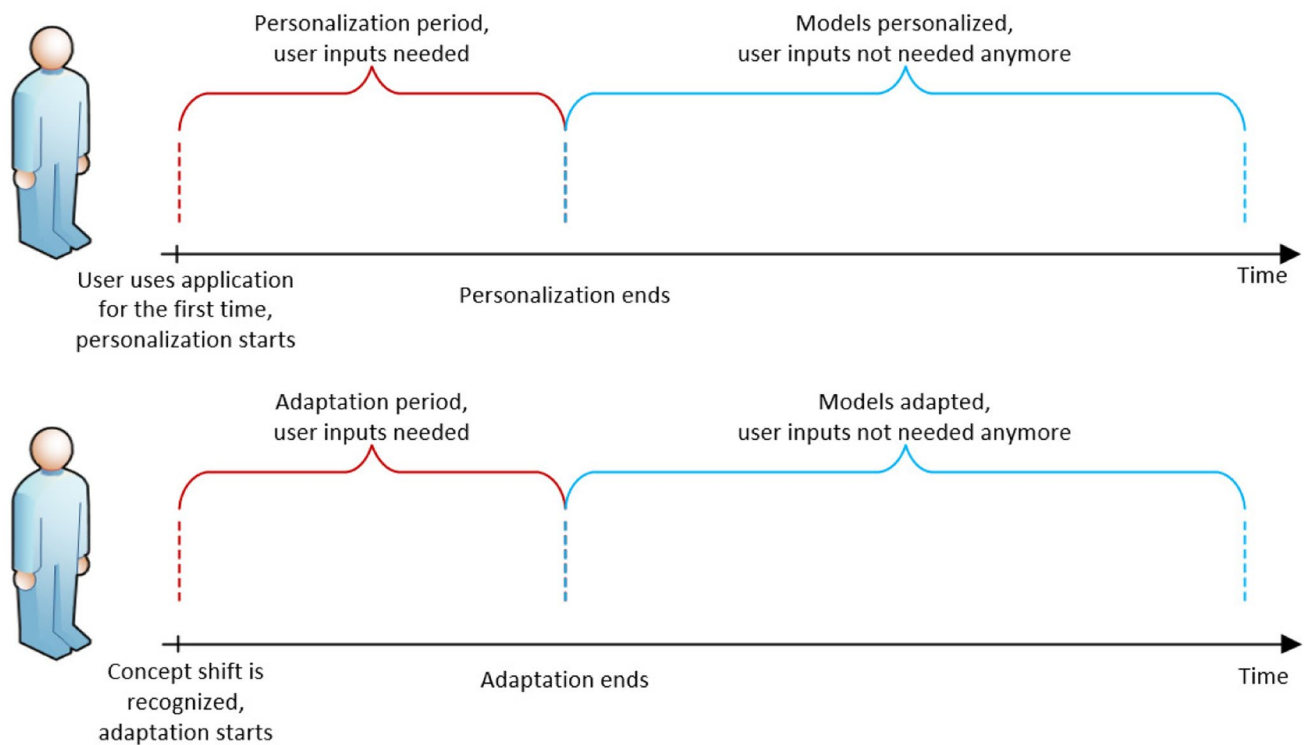 Personalization period,
user inputs needed
Models personalized,
user inputs not needed anymore
User uses application
for the first time,
personalization starts
Personalization ends
Time
Adaptation period,
user inputs needed
Models adapted,
user inputs not needed anymore
Concept shift is
recognized,
adaptation starts
Adaptation ends
Time